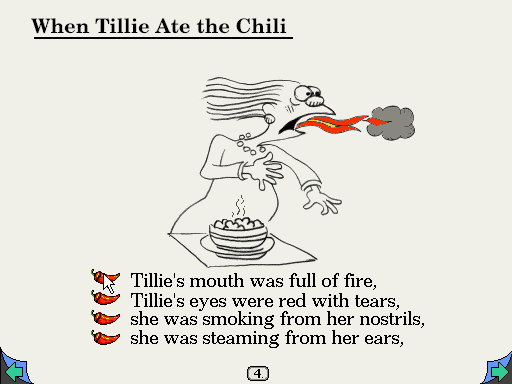 When Tillie Ate the Chili
Tillie's mouth was full of fire,
Tillie's eyes were red with tears,
she was smoking from her nostrils,
she was steaming from her ears,
4.